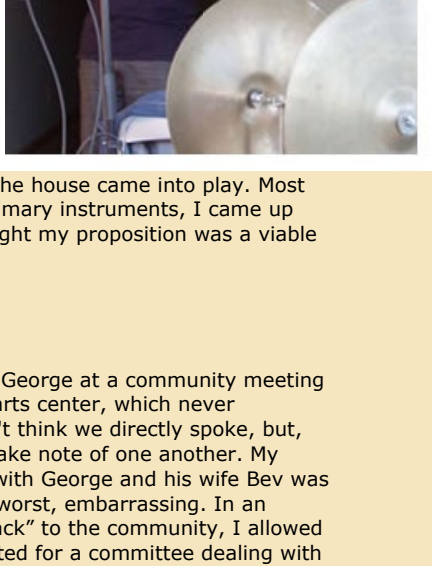 he house came into play. Most
mary instruments, I came up
ght my proposition was a viable
George at a community meeting
arts center, which never
't think we directly spoke, but,
ake note of one another. My
with George and his wife Bev was
worst, embarrassing. In an
ack” to the community, I allowed
ted for a committee dealing with